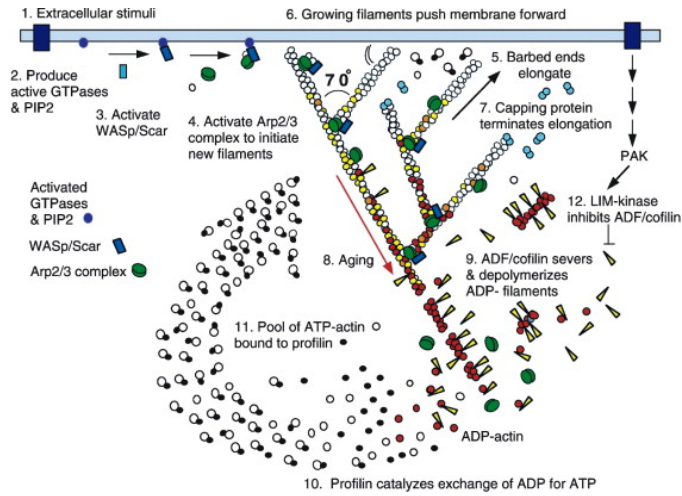 1. Extracellular stimuli
6. Growing filaments push membrane forward
2. Produce
active GTPases
& PIP2
3. Activate
WASp/Scar
4. Activate Arp2/3
complex to initiate
new filaments
70°
5. Barbed ends
elongate
7. Capping protein
terminates elongation
PAK
12. LIM-kinase
inhibits ADF/cofilin
Activated
GTPases
& PIP2
WASp/Scar
Arp2/3 complex
8. Aging
9. ADF/cofilin severs
& depolymerizes
ADP- filaments
11. Pool of ATP-actin
bound to profilin
ADP-actin
10. Profilin catalyzes exchange of ADP for ATP